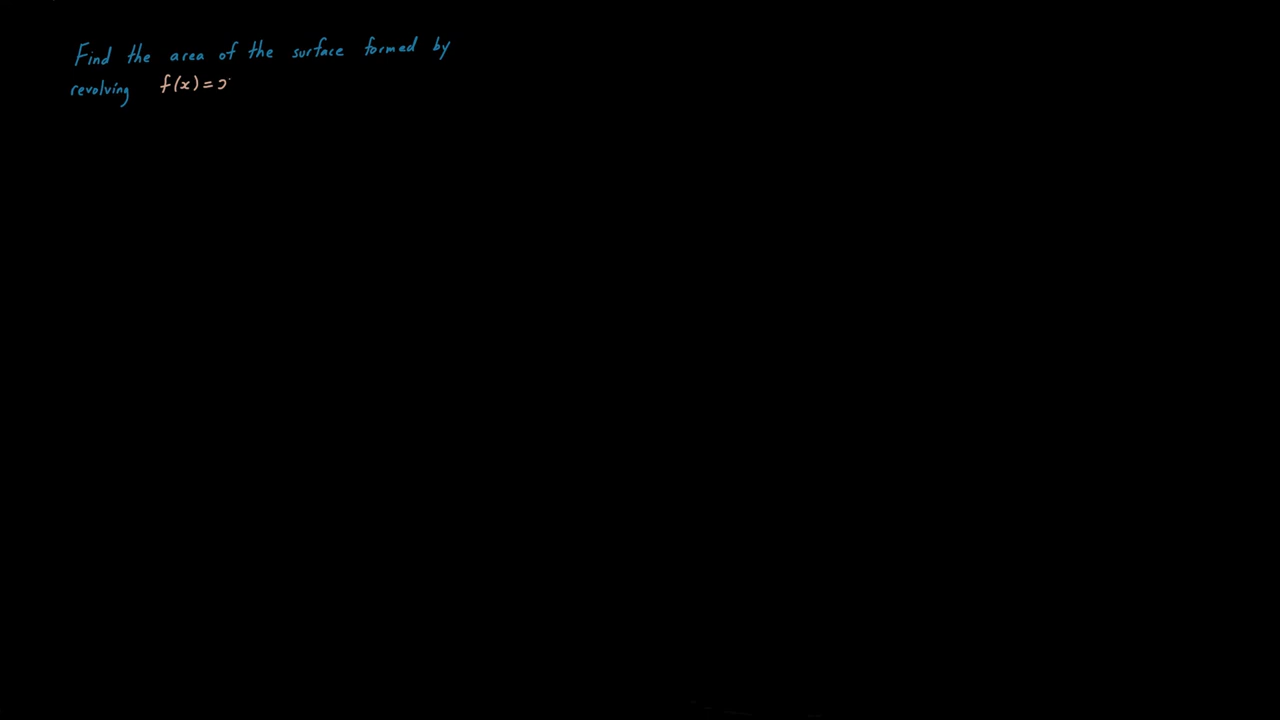 Find the area of the surface formed by
revolving f(x) =